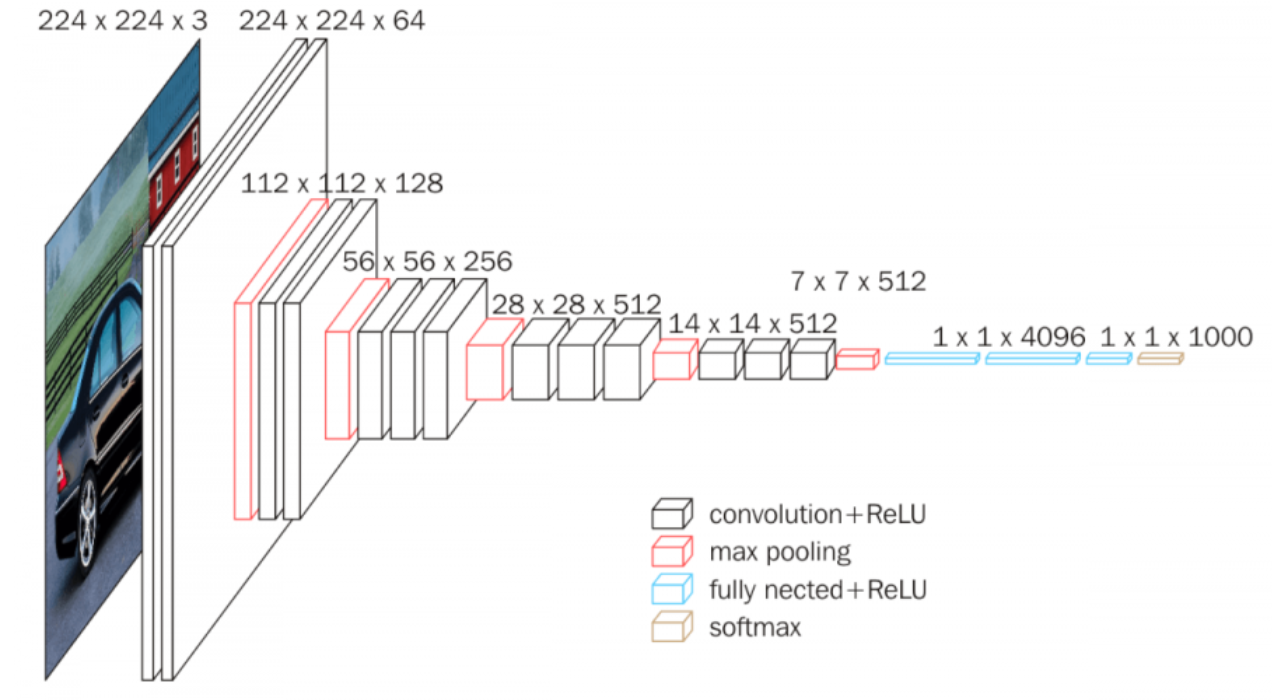 224 x 224 x 3
224 x 224 x 64
112 x 112 x 128
56 x 56 x 256
28 x 28 x 512
14 x 14 x 512
7 x 7 x 512
1 x 1 x 4096
1 x 1 x 1000
convolution+ReLU
max pooling
fully nected+ReLU
softmax